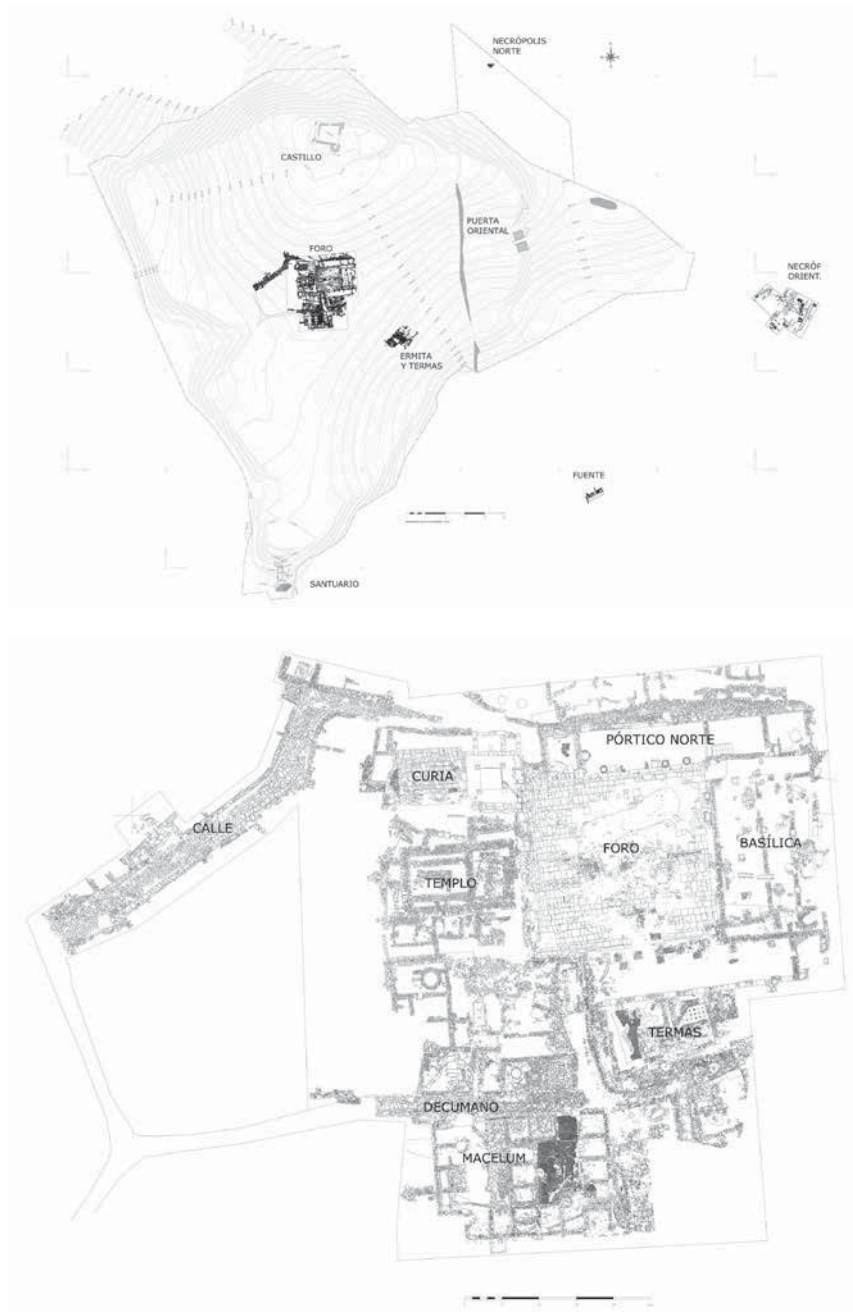 NECRÓPOLIS
NORTE
CASTILLO
PUERTA
ORIENTAL
FORO
NECRÓF
ORIENT.
ERMITA
Y TERMAS
FUENTE
SANTUARIO
PÓRTICO NORTE
CURIA
CALLE
FORO
BASÍLICA
TEMPLO
TERMAS
DECUMANO
MACELUM